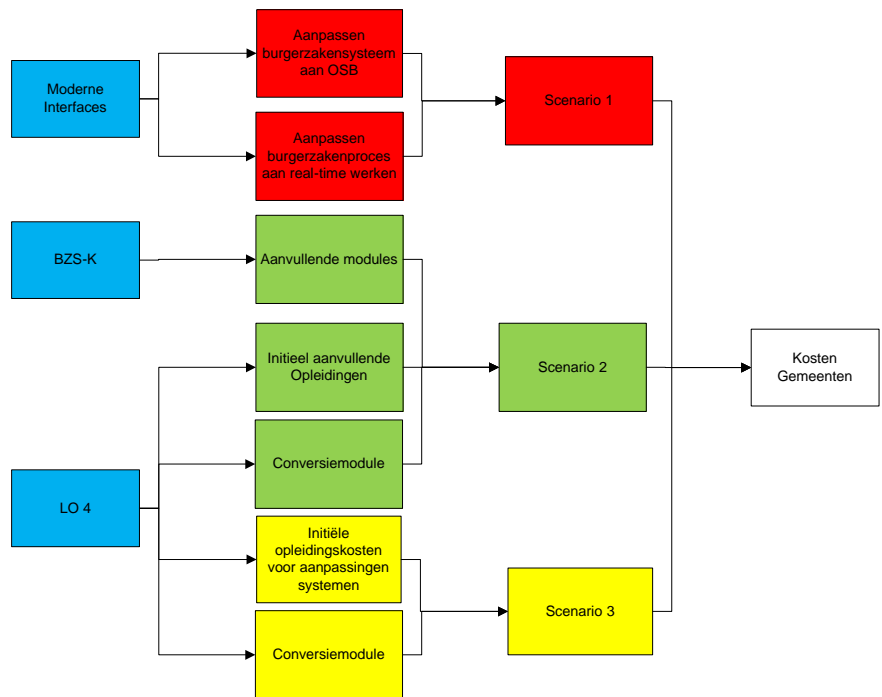 Moderne
Interfaces
Aanpassen
burgerzakensysteem
aan OSB
Aanpassen
burgerzakenproces
aan real-time werken
Scenario 1
BZS-K
Aanvullende modules
Initieel aanvullende
Opleidingen
Conversiemodule
Scenario 2
Kosten
Gemeenten
LO 4
Initiële
opleidingskosten
voor aanpassingen
systemen
Conversiemodule
Scenario 3